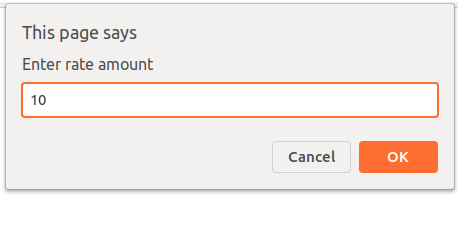 This page says
Enter rate amount
10
Cancel OK